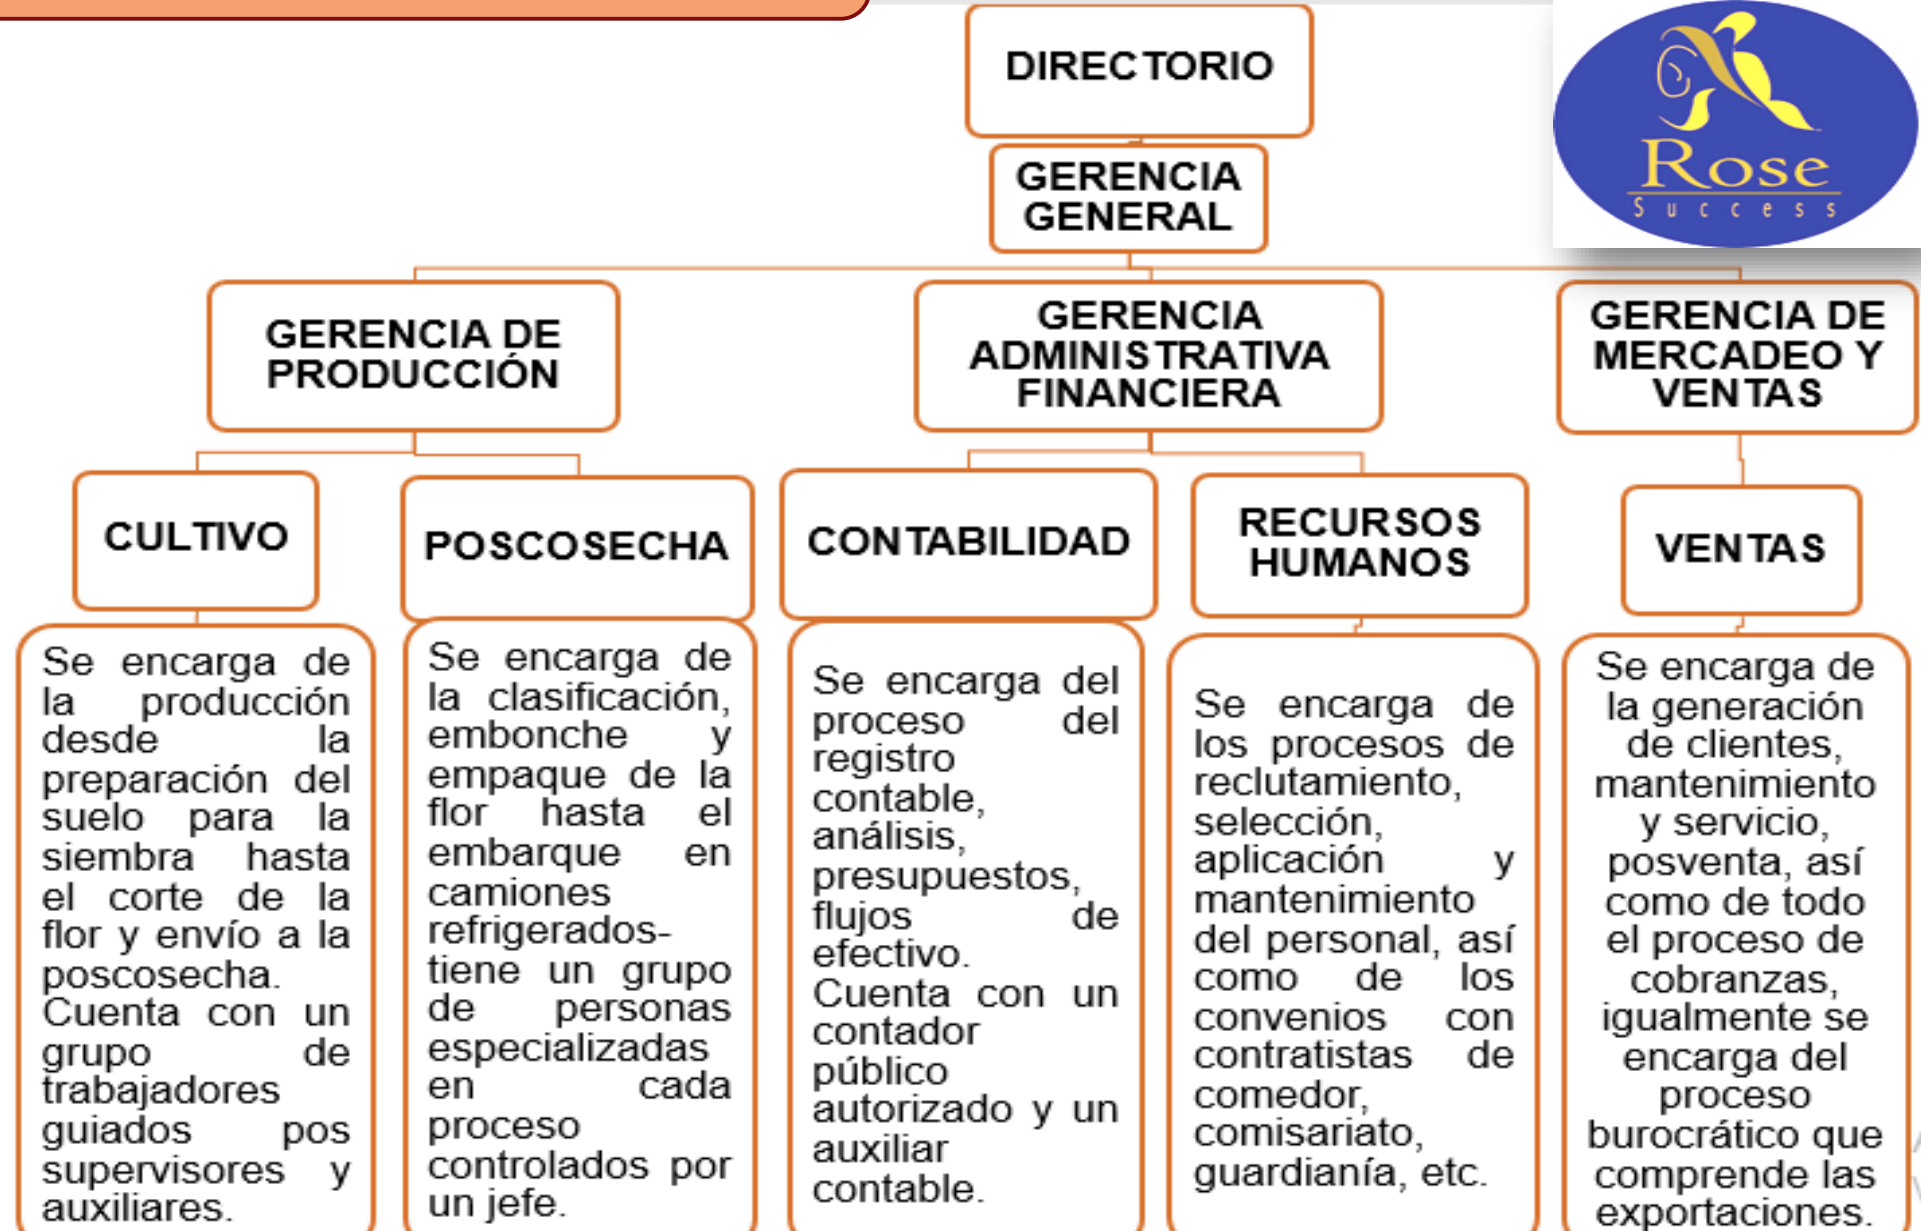 DIRECTORIO
Rose
Success
GERENCIA
GENERAL
GERENCIA DE
PRODUCCIÓN
GERENCIA
ADMINISTRATIVA
FINANCIERA
GERENCIA DE
MERCADEO Y
VENTAS
CULTIVO
POSCOSECHA
CONTABILIDAD
RECURSOS
HUMANOS
VENTAS
Se encarga de
la producción
desde la
preparación del
suelo para la
siembra hasta
el corte de la
flor y envío a la
poscosecha.
Cuenta con un
grupo de
trabajadores
guiados pos
supervisores y
auxiliares.
Se encarga de
la clasificación,
embonche y
empaque de la
flor hasta el
embarque en
camiones
refrigerados-
tiene un grupo
de personas
especializadas
en cada
proceso
controlados por
un jefe.
Se encarga del
proceso del
registro
contable,
análisis,
presupuestos,
flujos de
efectivo.
Cuenta con un
contador
público
autorizado y un
auxiliar
contable.
Se encarga de
los procesos de
reclutamiento,
selección,
aplicación y
mantenimiento
del personal, así
como de los
convenios con
contratistas de
comedor,
comisariato,
guardianía, etc.
Se encarga de
la generación
de clientes,
mantenimiento
y servicio,
posventa, así
como de todo
el proceso de
cobranzas,
igualmente se
encarga del
proceso
burocrático que
comprende las
exportaciones.